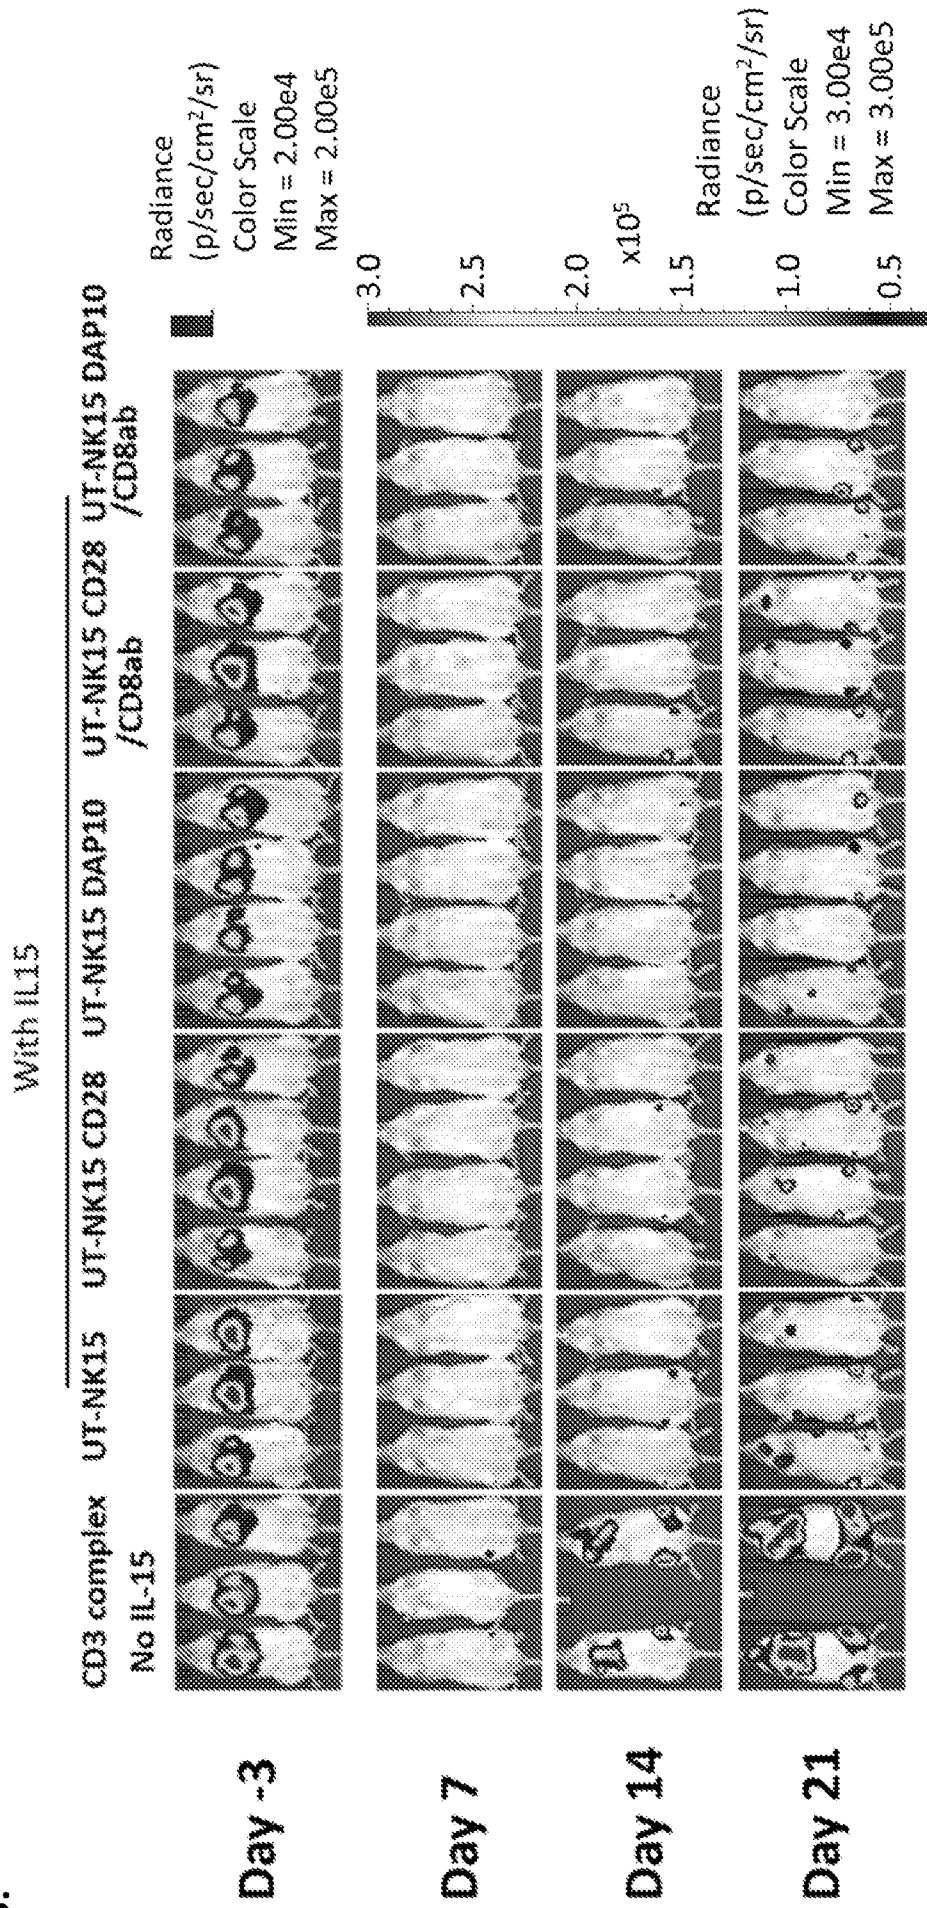 With IL15
CD3 complex
No IL-15
UT-NK15
UT-NK15 CD28
UT-NK15 DAP10
UT-NK15 CD28
/CD8ab
UT-NK15 DAP10
/CD8ab
Day -3
Radiance
(p/sec/cm²/sr)
Color Scale
Min = 2.00e4
Max = 2.00e5
Day 7
Day 14
Day 21
3.0
2.5
2.0
x10⁵
1.5
1.0
0.5
Radiance
(p/sec/cm²/sr)
Color Scale
Min = 3.00e4
Max = 3.00e5